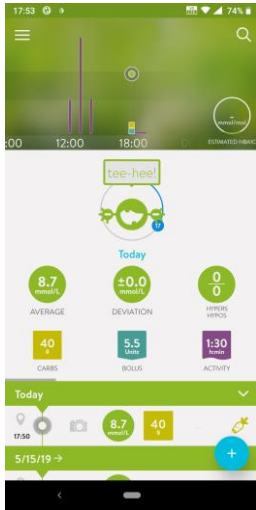 17:53
74%
mmol/mol
:00 12:00 18:00
tee-hee!
17
Today
8.7 ±0.0 0
mmol/L mmol/L 0
AVERAGE DEVIATION HYPERS
HYPOS
40 5.5 1:30
g Units h:min
CARBS BOLUS ACTIVITY
Today
8.7 40
17:50 mmol/L g
+
5/15/19 →